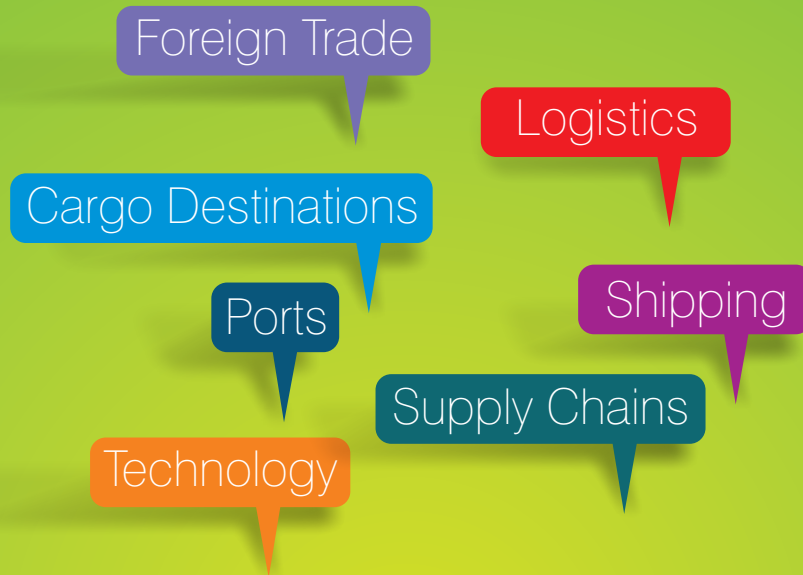 Foreign Trade
Logistics
Cargo Destinations
Shipping
Ports
Supply Chains
Technology